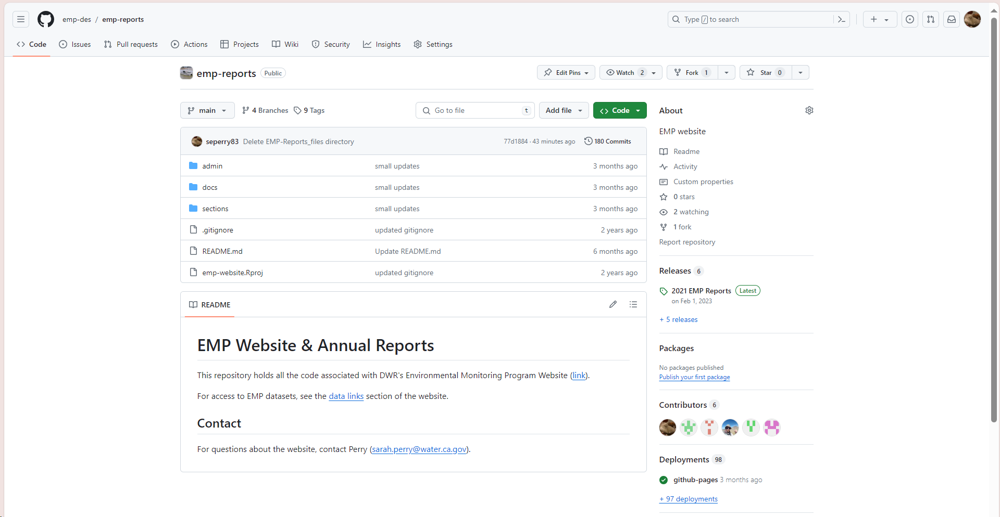 emp-des / emp-reports
Type / to search
Code Issues Pull requests Actions Projects Wiki Security Insights Settings
emp-reports Public
Edit Pins Watch 2 Fork 1 Star 0
main 4 Branches 9 Tags Go to file t Add file Code
seperry83 Delete EMP-Reports_files directory 77d1884 · 43 minutes ago 180 Commits
admin small updates 3 months ago
docs small updates 3 months ago
sections small updates 3 months ago
.gitignore updated gitignore 2 years ago
README.md Update README.md 6 months ago
emp-website.Rproj updated gitignore 2 years ago
README
EMP Website & Annual Reports
This repository holds all the code associated with DWR's Environmental Monitoring Program Website (link).
For access to EMP datasets, see the data links section of the website.
Contact
For questions about the website, contact Perry (sarah.perry@water.ca.gov).
About
EMP website
Readme
Activity
Custom properties
0 stars
2 watching
1 fork
Report repository
Releases 6
2021 EMP Reports Latest
on Feb 1, 2023
+ 5 releases
Packages
No packages published
Publish your first package
Contributors 6
Deployments 98
github-pages 3 months ago
+ 97 deployments